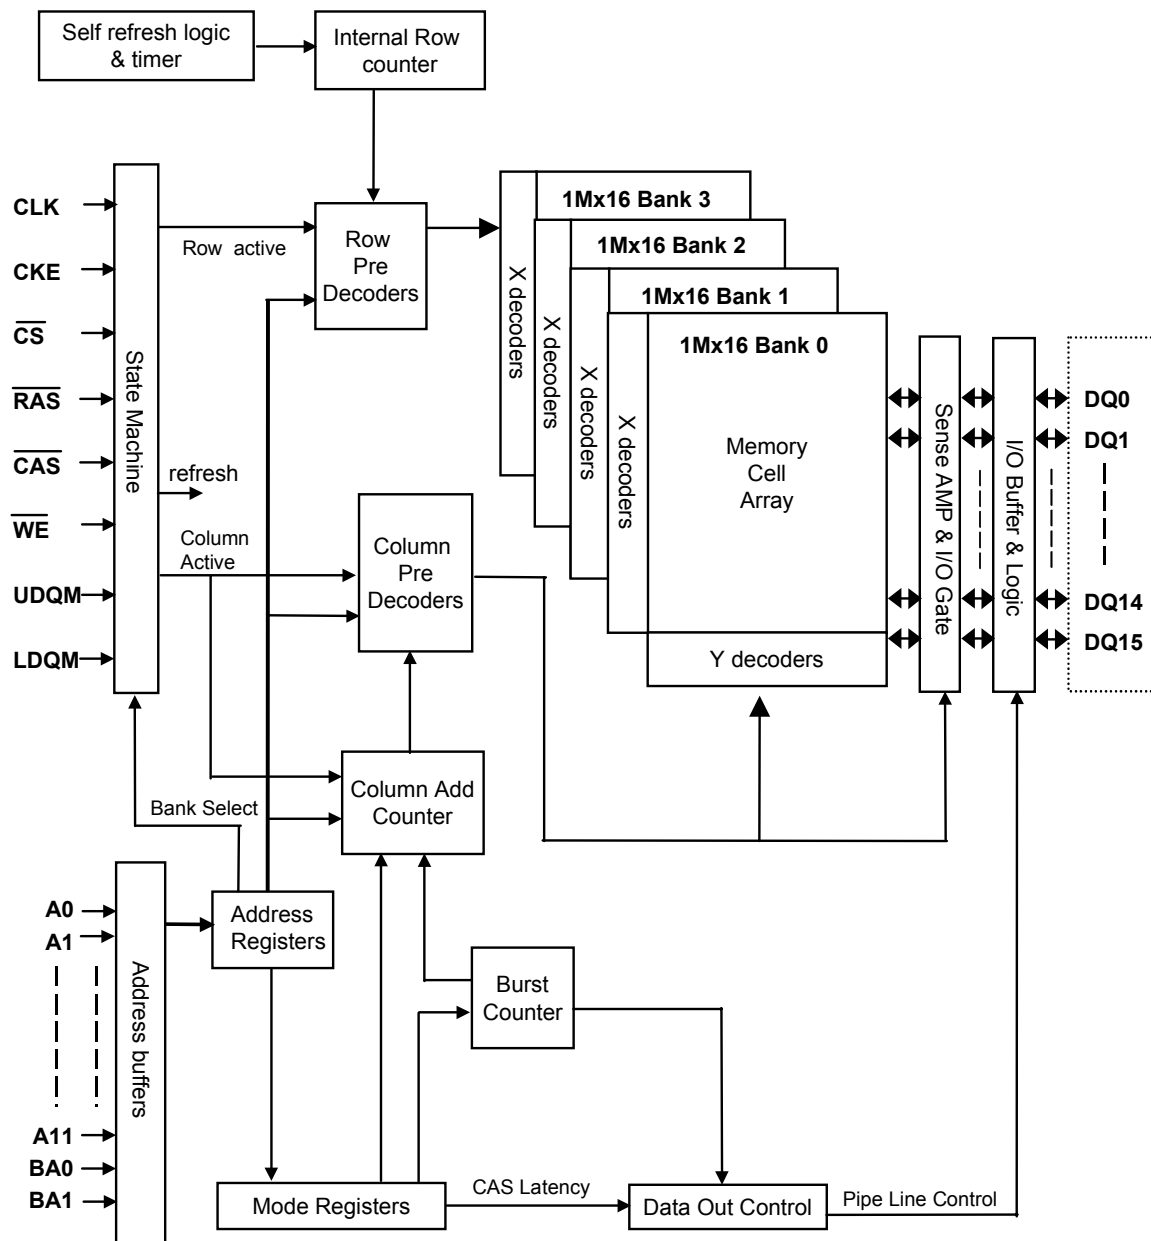 Self refresh logic
& timer
Internal Row
counter
CLK
CKE
CS
RAS
CAS
WE
UDQM
LDQM
State Machine
Row active
refresh
Column
Active
Bank Select
Row
Pre
Decoders
Column
Pre
Decoders
Column Add
Counter
X decoders
X decoders
X decoders
X decoders
1Mx16 Bank 3
1Mx16 Bank 2
1Mx16 Bank 1
1Mx16 Bank 0
Memory
Cell
Array
Y decoders
Sense AMP & I/O Gate
I/O Buffer & Logic
DQ0
DQ1
DQ14
DQ15
A0
A1
A11
BA0
BA1
Address buffers
Address
Registers
Burst
Counter
Mode Registers
CAS Latency
Data Out Control
Pipe Line Control